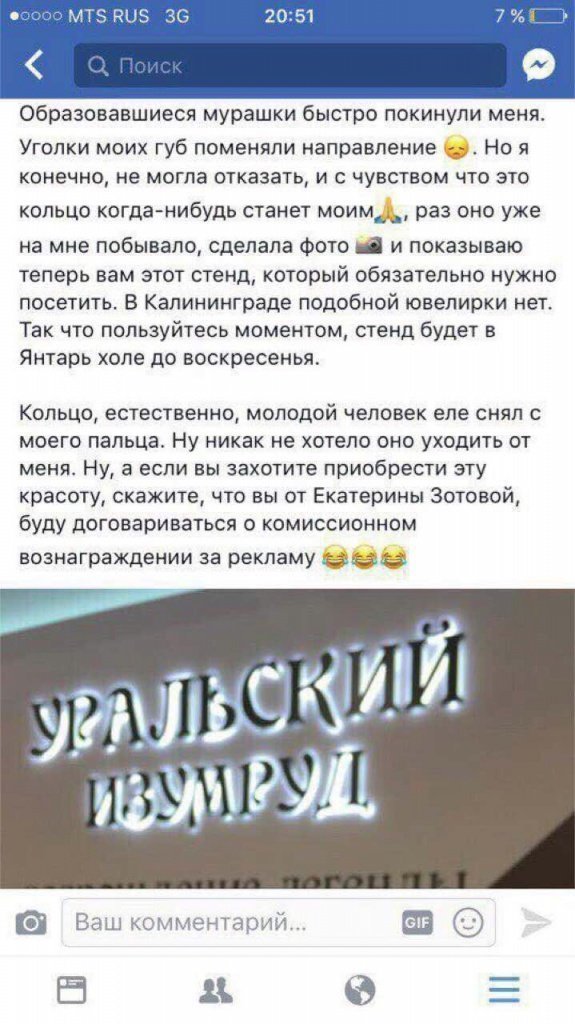 MTS RUS 3G 20:51 7 %
Поиск
Образовавшиеся мурашки быстро покинули меня.
Уголки моих губ поменяли направление 😞. Но я
конечно, не могла отказать, и с чувством что это
кольцо когда-нибудь станет моим🙏, раз оно уже
на мне побывало, сделала фото 📷 и показываю
теперь вам этот стенд, который обязательно нужно
посетить. В Калининграде подобной ювелирки нет.
Так что пользуйтесь моментом, стенд будет в
Янтарь холе до воскресенья.
Кольцо, естественно, молодой человек еле снял с
моего пальца. Ну никак не хотело оно уходить от
меня. Ну, а если вы захотите приобрести эту
красоту, скажите, что вы от Екатерины Зотовой,
буду договариваться о комиссионном
вознаграждении за рекламу 😂😂😂
УРАЛЬСКИЙ
ИЗУМРУД
Ваш комментарий... GIF